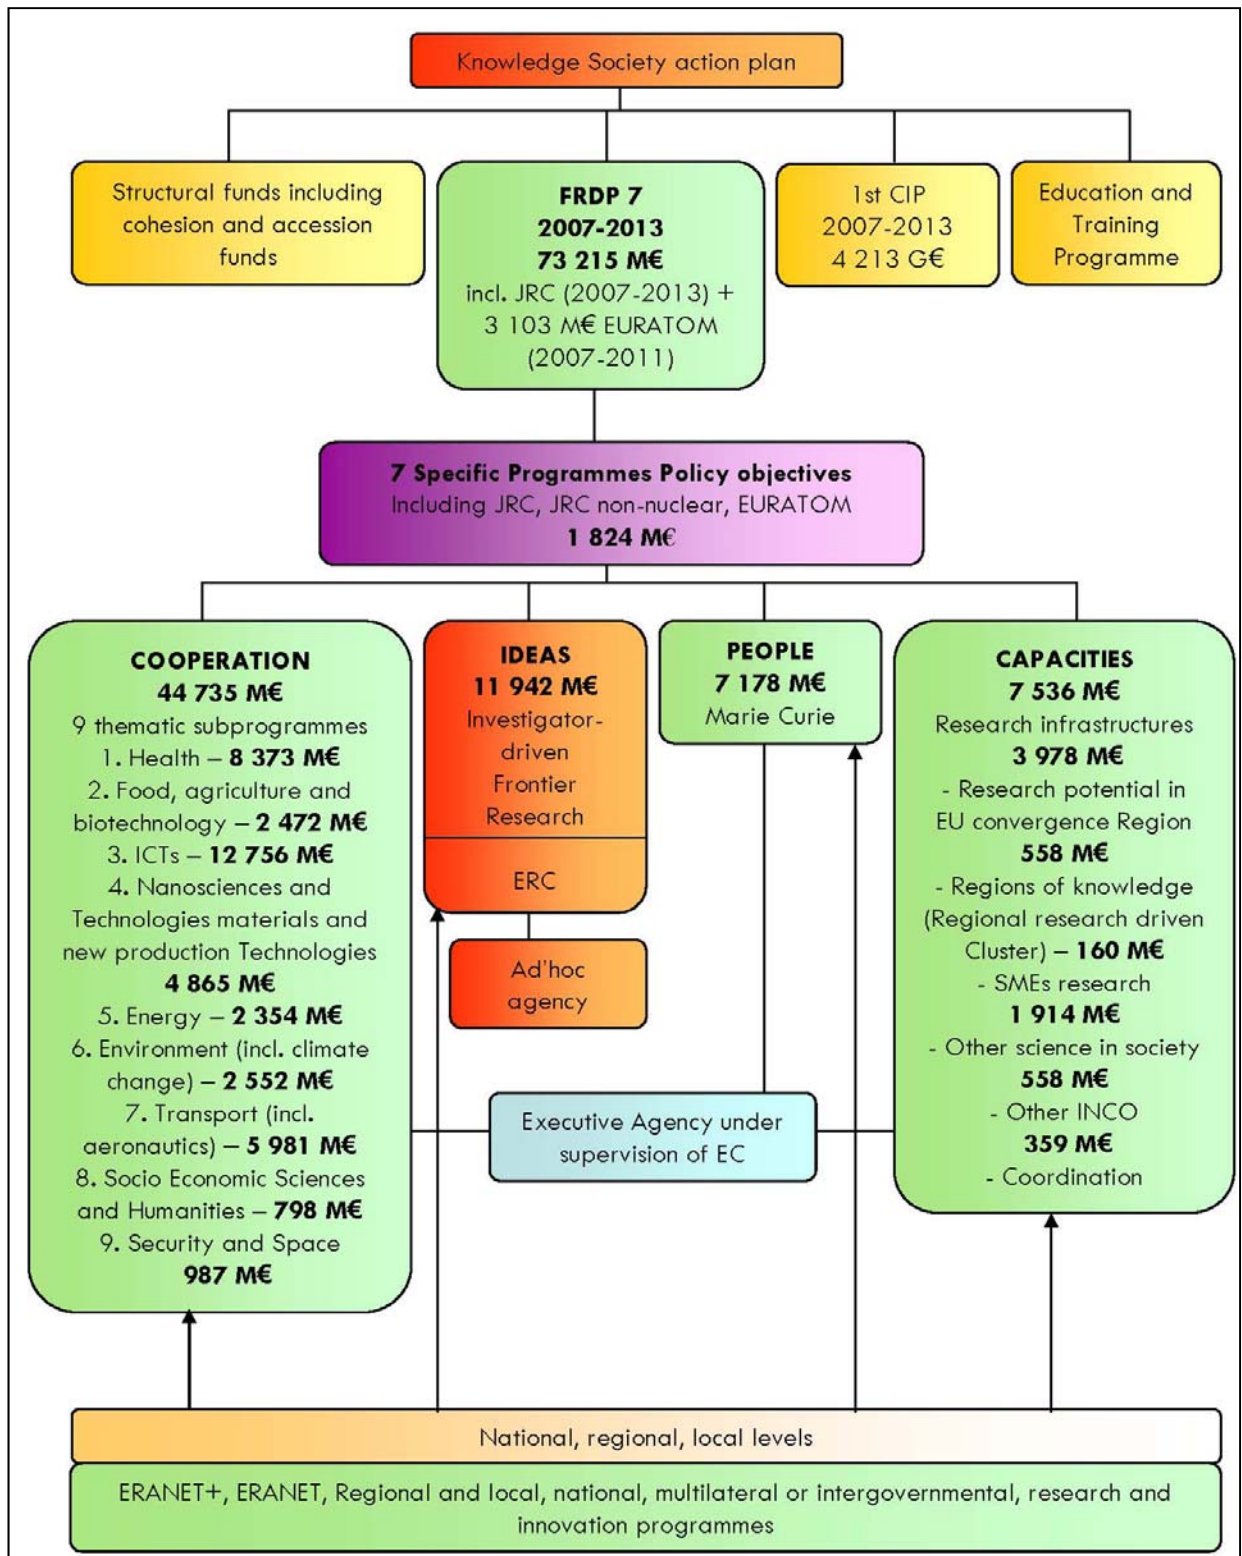 Knowledge Society action plan
Structural funds including
cohesion and accession
funds
FRDP 7
2007-2013
73 215 M€
incl. JRC (2007-2013) +
3 103 M€ EURATOM
(2007-2011)
1st CIP
2007-2013
4 213 G€
Education and
Training
Programme
7 Specific Programmes Policy objectives
Including JRC, JRC non-nuclear, EURATOM
1 824 M€
COOPERATION
44 735 M€
9 thematic subprogrammes
1. Health – 8 373 M€
2. Food, agriculture and
biotechnology – 2 472 M€
3. ICTs – 12 756 M€
4. Nanosciences and
Technologies materials and
new production Technologies
4 865 M€
5. Energy – 2 354 M€
6. Environment (incl. climate
change) – 2 552 M€
7. Transport (incl.
aeronautics) – 5 981 M€
8. Socio Economic Sciences
and Humanities – 798 M€
9. Security and Space
987 M€
IDEAS
11 942 M€
Investigator-
driven
Frontier
Research
ERC
Ad'hoc
agency
PEOPLE
7 178 M€
Marie Curie
CAPACITIES
7 536 M€
Research infrastructures
3 978 M€
- Research potential in
EU convergence Region
558 M€
- Regions of knowledge
(Regional research driven
Cluster) – 160 M€
- SMEs research
1 914 M€
- Other science in society
558 M€
- Other INCO
359 M€
- Coordination
Executive Agency under
supervision of EC
National, regional, local levels
ERANET+, ERANET, Regional and local, national, multilateral or intergovernmental, research and
innovation programmes